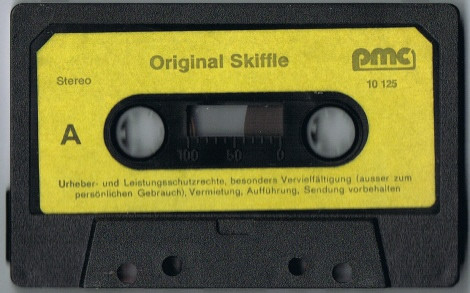 Original Skiffle
pmc
Stereo
10 125
A
100 50 0
Urheber- und Leistungsschutzrechte, besonders Vervielfältigung (ausser zum
persönlichen Gebrauch), Vermietung, Aufführung, Sendung vorbehalten